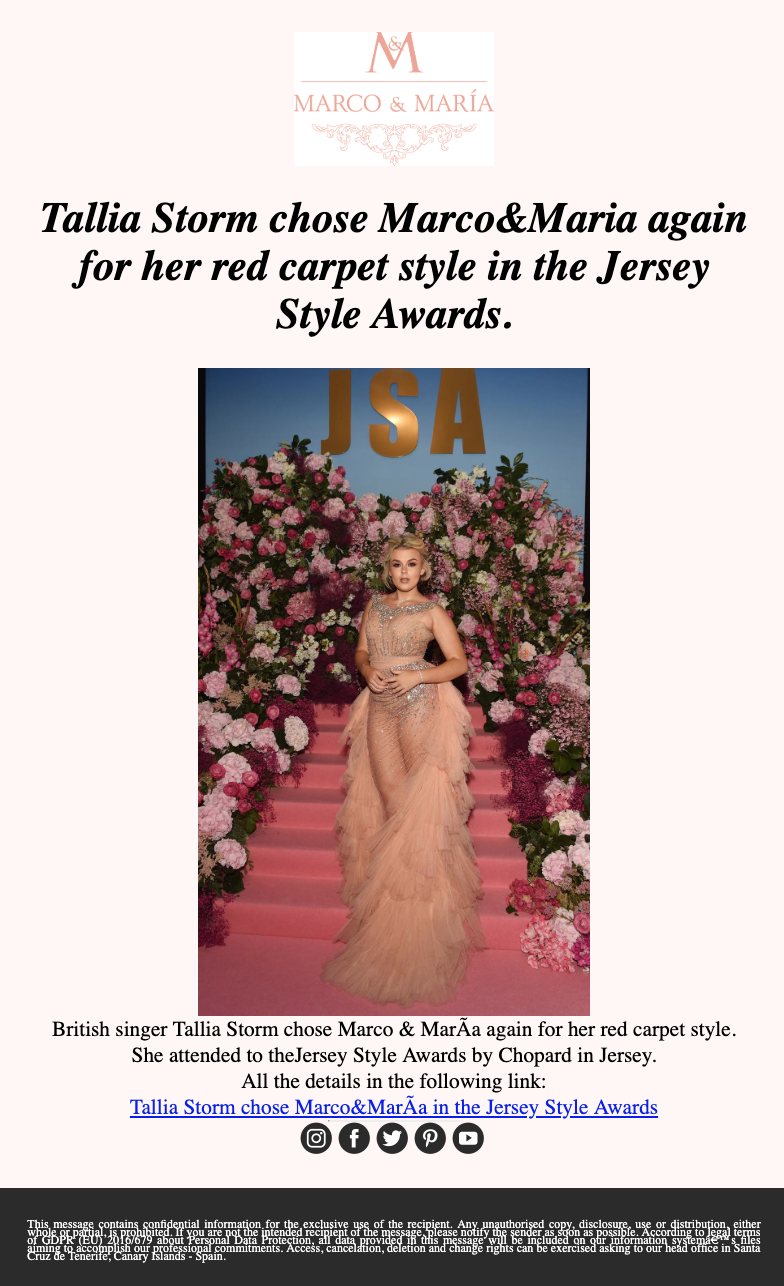 M&
MARCO & MARÍA
Tallia Storm chose Marco&Maria again
for her red carpet style in the Jersey
Style Awards.
JSA
British singer Tallia Storm chose Marco & MarÃa again for her red carpet style.
She attended to theJersey Style Awards by Chopard in Jersey.
All the details in the following link:
Tallia Storm chose Marco&MarÃa in the Jersey Style Awards
This message contains confidential information for the exclusive use of the recipient. Any unauthorised copy, disclosure, use or distribution, either
whole or partial, is prohibited. If you are not the intended recipient of the message, please notify the sender as soon as possible. According to legal terms
of GDPR (EU) 2016/679 about Personal Data Protection, all data provided in this message will be included on our information systemâ€™s files
aiming to accomplish our professional commitments. Access, cancelation, deletion and change rights can be exercised asking to our head office in Santa
Cruz de Tenerife, Canary Islands - Spain.